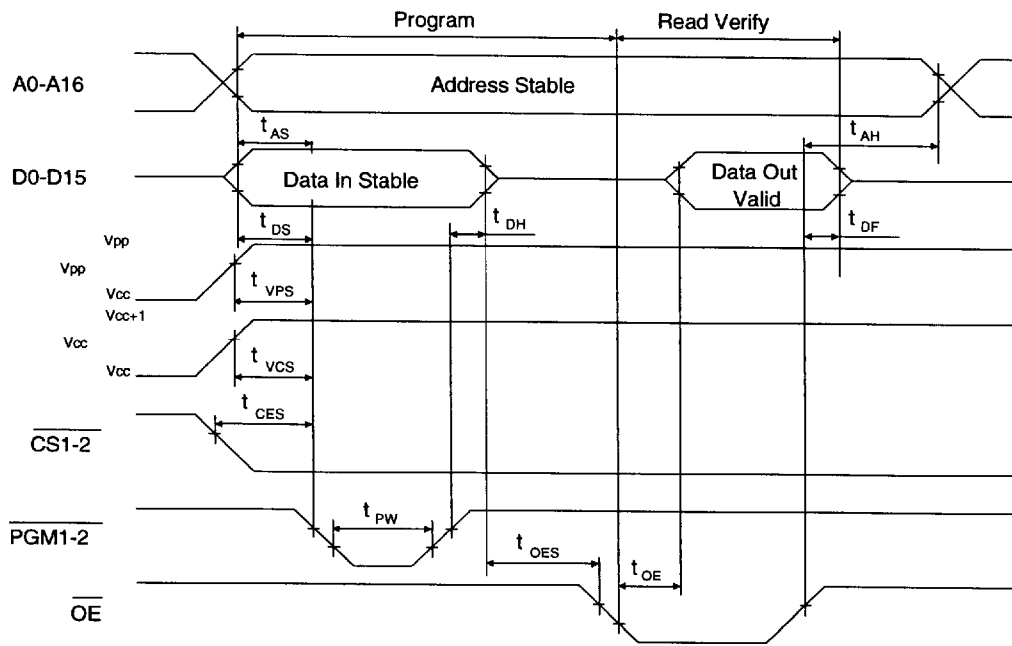 Program
Read Verify
A0-A16
Address Stable
t AS
t AH
D0-D15
Data In Stable
Data Out
Valid
t DS
t DH
t DF
Vpp
Vpp
Vcc
t VPS
Vcc+1
Vcc
Vcc
t VCS
t CES
CS1-2
PGM1-2
t PW
t OES
t OE
OE